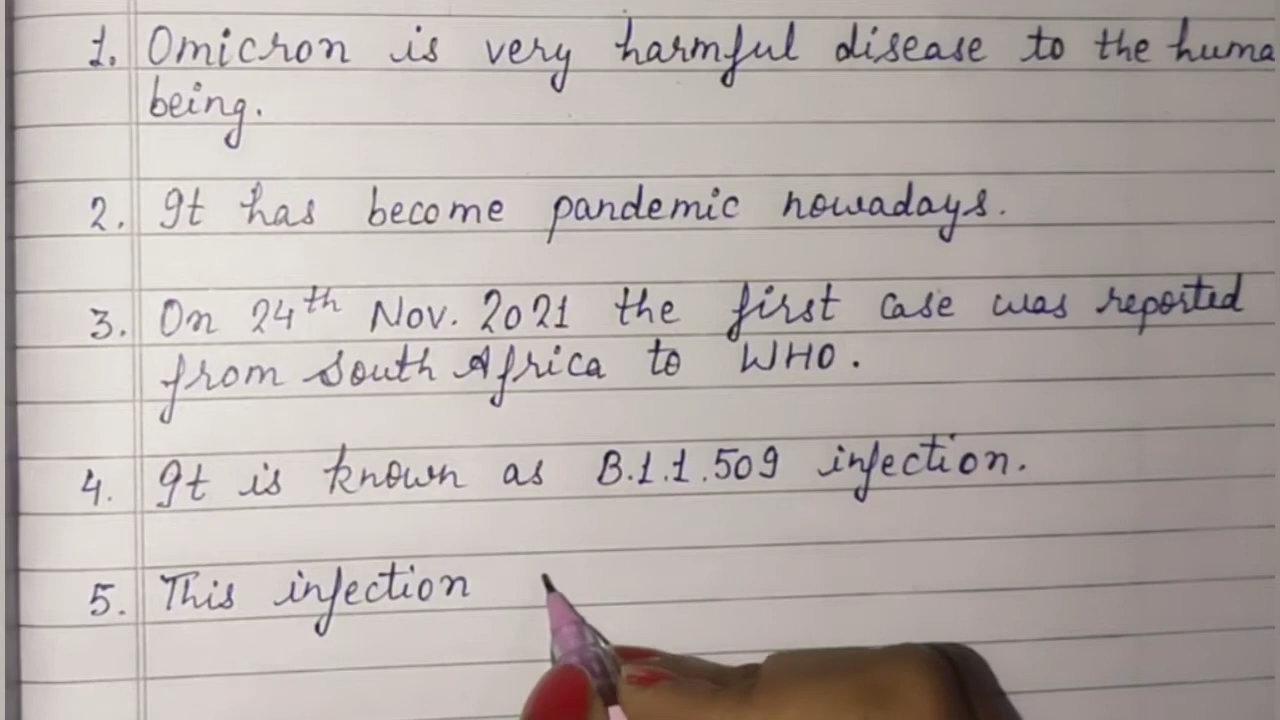 1. Omicron is very harmful disease to the huma
being.
2. It has become pandemic nowadays.
3. On 24th Nov. 2021 the first case was reported
from South Africa to WHO.
4. It is known as B.1.1.509 infection.
5. This infection